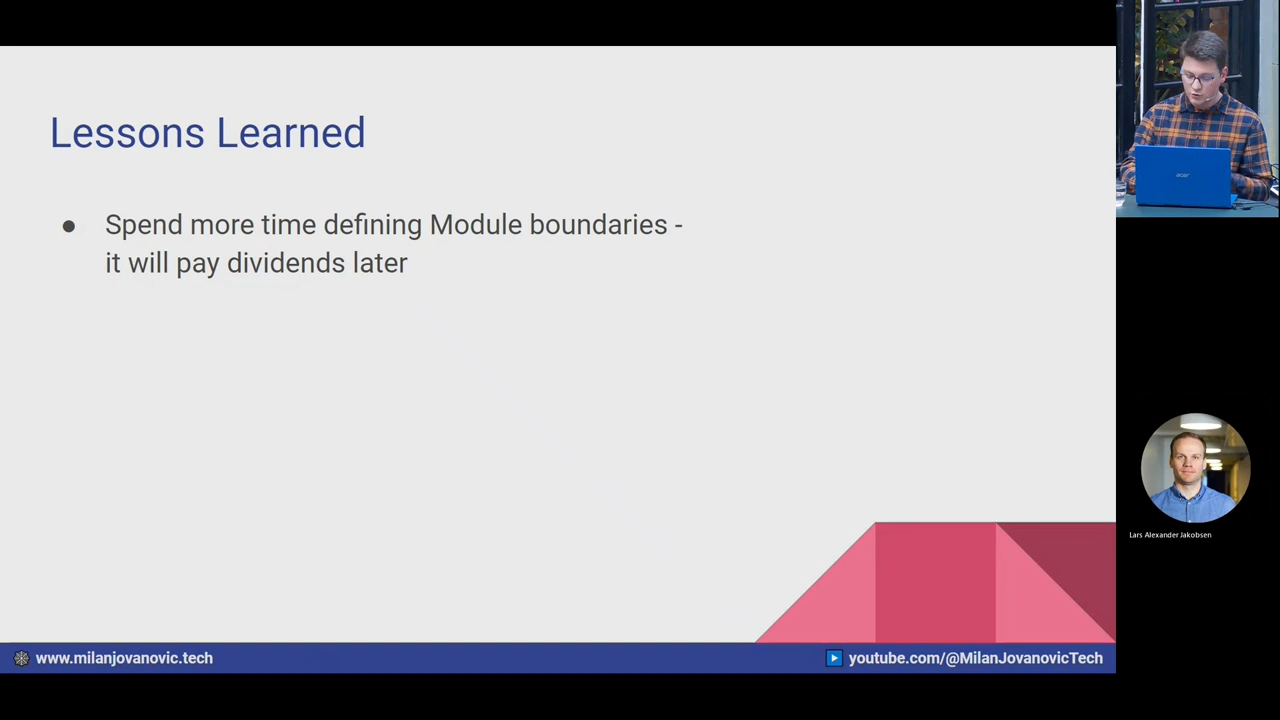 Lessons Learned
● Spend more time defining Module boundaries -
it will pay dividends later
acer
Lars Alexander Jakobsen
www.milanjovanovic.tech
youtube.com/@MilanJovanovicTech